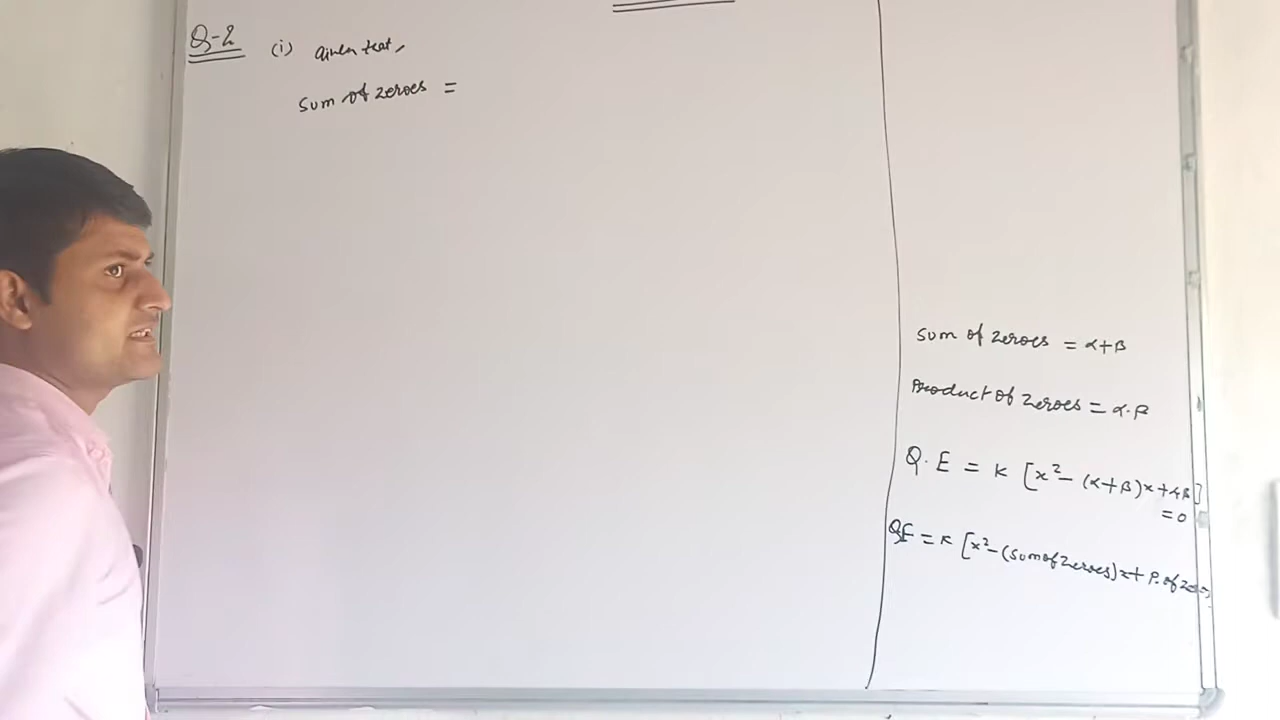 Q-2 (i) Given that,
Sum of zeroes =
Sum of zeroes = α+β
Product of zeroes = α.β
Q.E = K [x²- (α+β)x+αβ]
=0
QE = K [x²-(sum of zeroes)x+ P. of zeroes